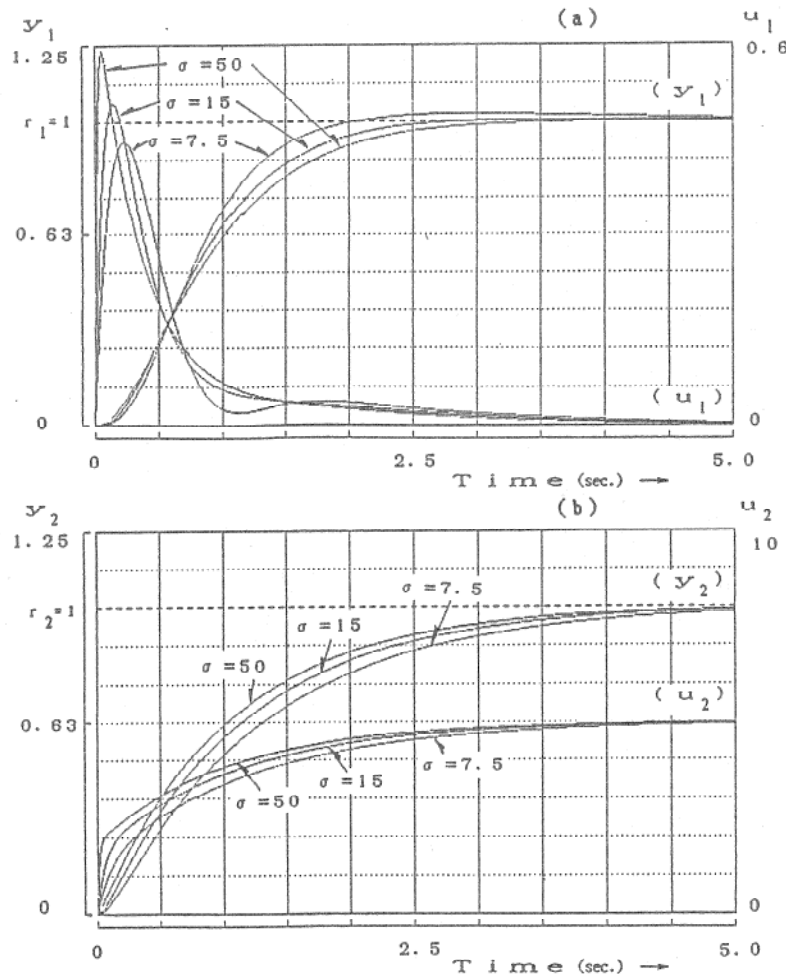 (a)
y1
u1
1.25
0.6
σ=50
(y1)
σ=15
r1=1
σ=7.5
0.63
(u1)
0
0
0
2.5
5.0
Time (sec.) →
(b)
y2
u2
1.25
10
σ=7.5
(y2)
r2=1
σ=15
σ=50
(u2)
0.63
σ=7.5
σ=15
σ=50
0
0
0
2.5
5.0
Time (sec.) →